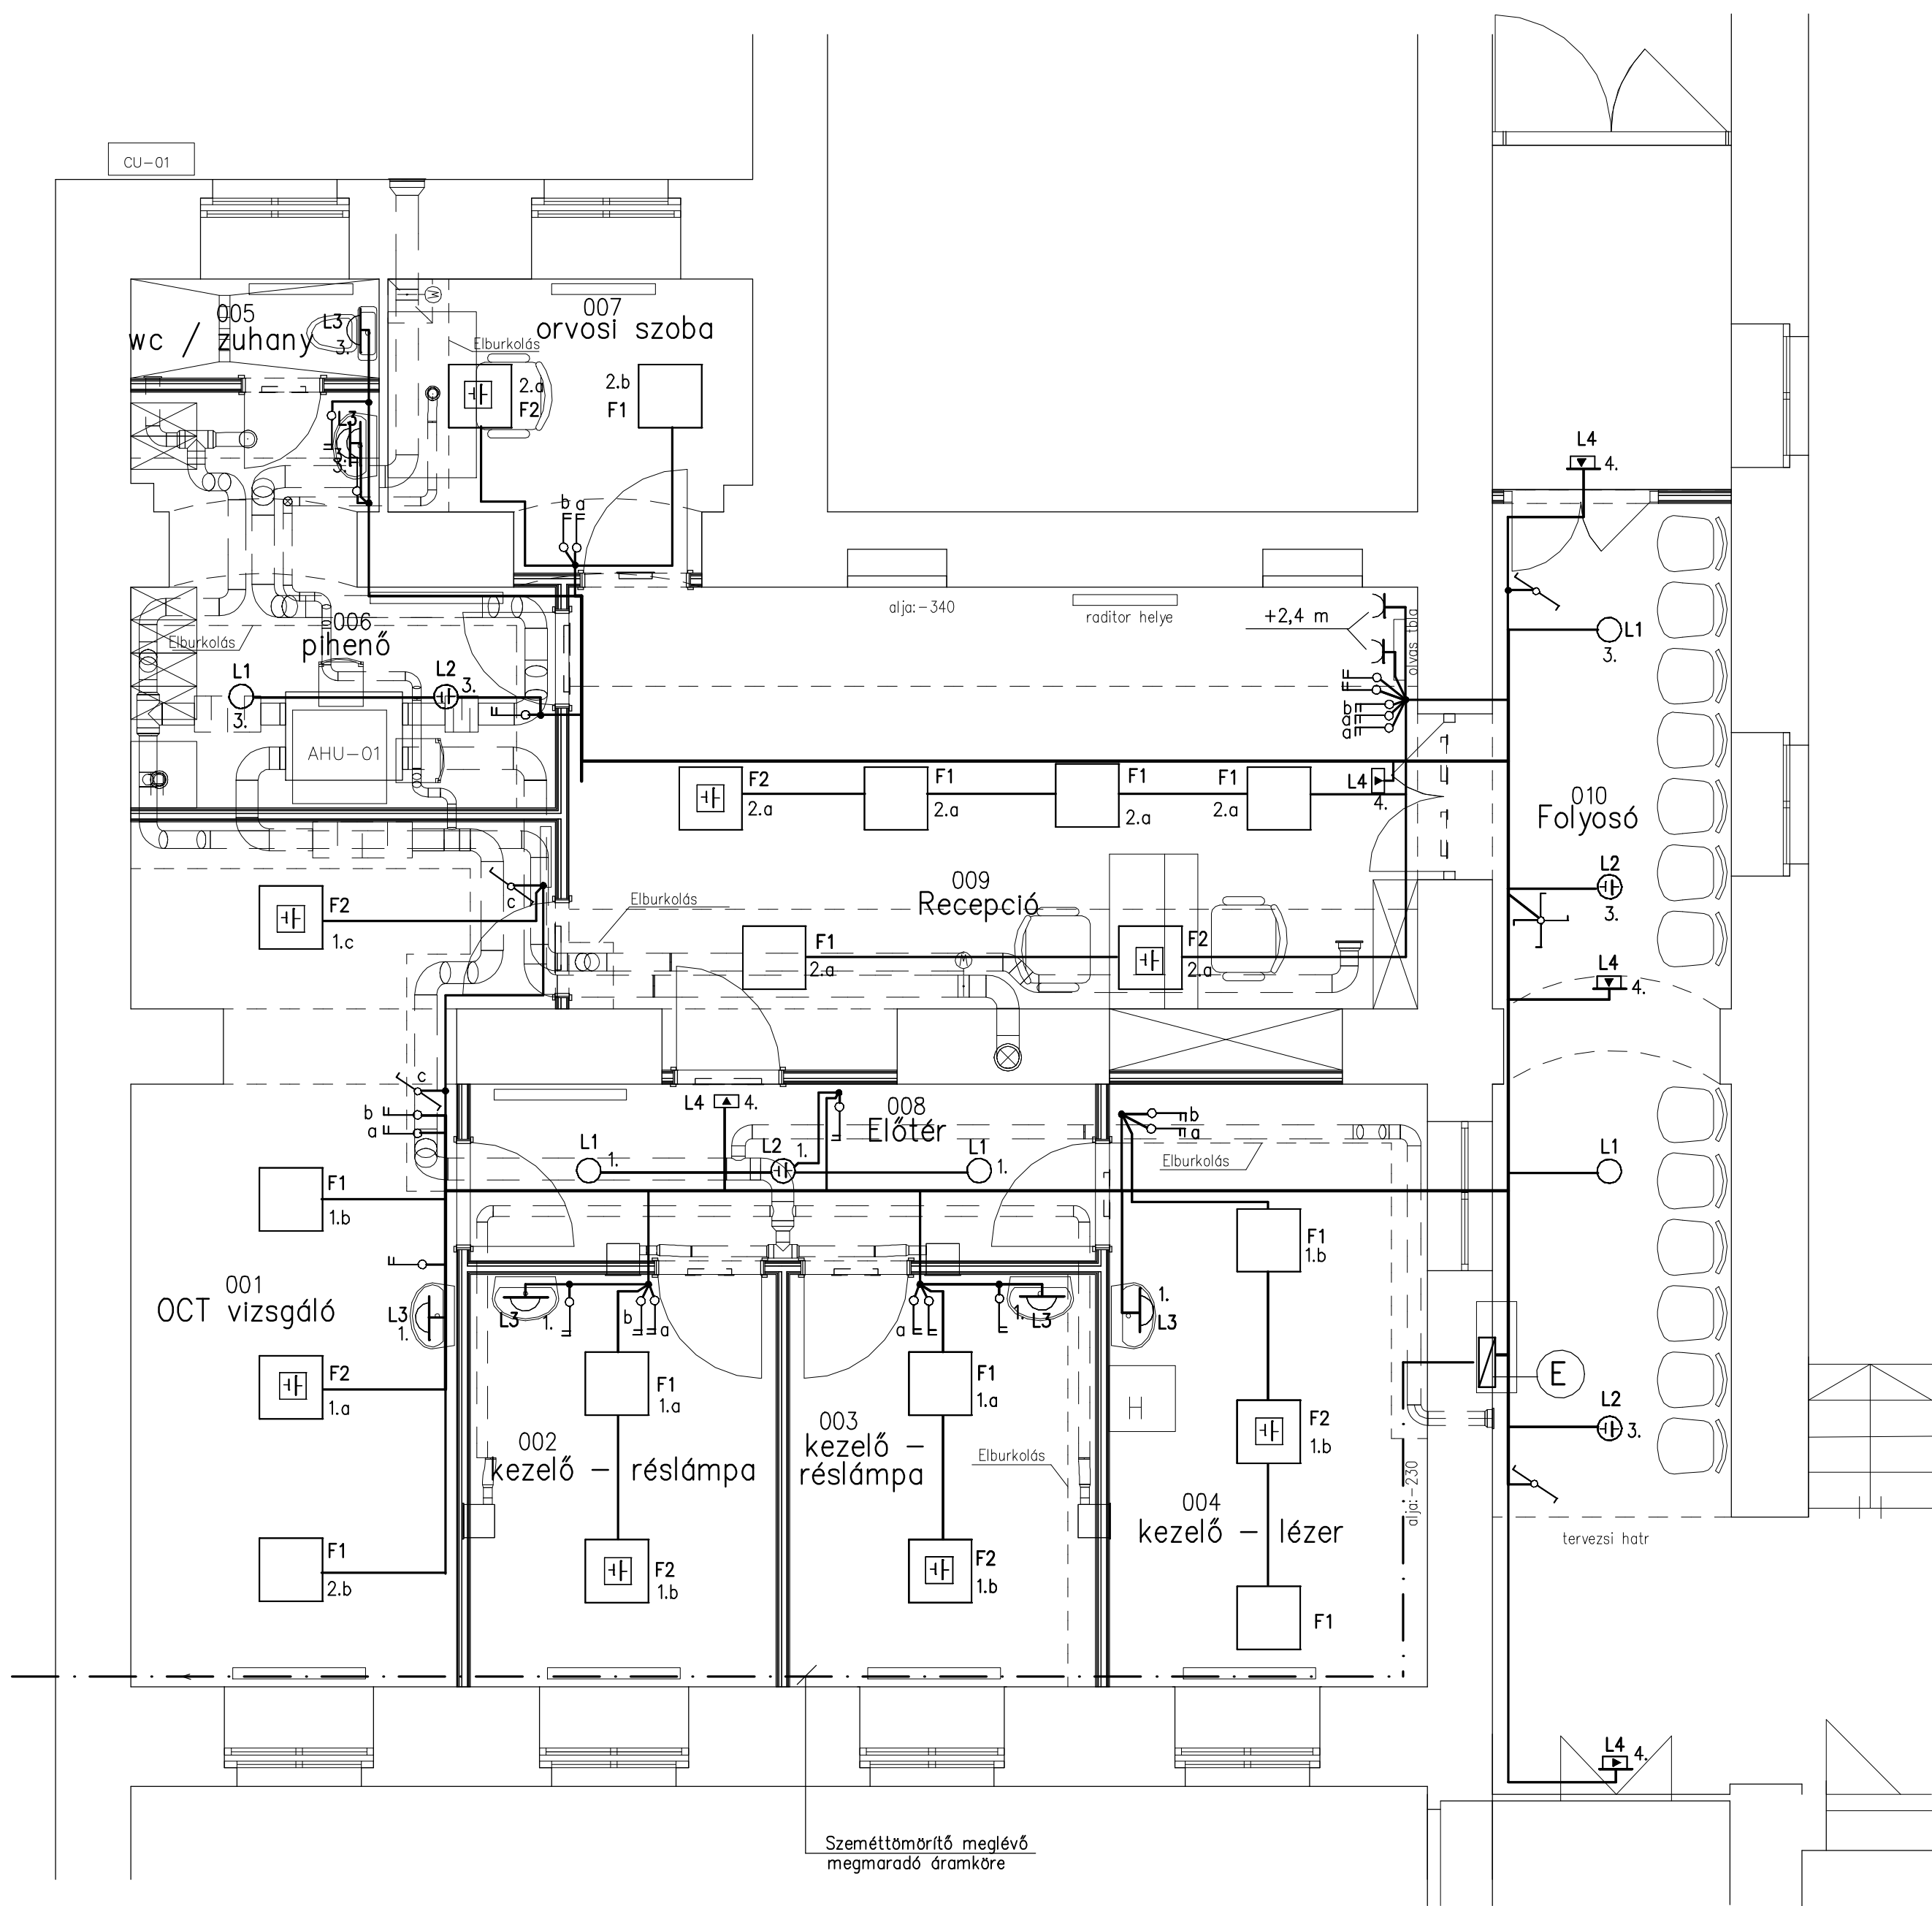 CU-01
005
wc / zuhany
L3
3.
007
orvosi szoba
Elburkolás
2.a
F2
2.b
F1
L3
b a
L4
4.
006
pihenő
Elburkolás
L1
3.
L2
3.
AHU-01
alja:-340
raditor helye
+2,4 m
olvas tbla
b
a
a
L1
3.
F2
2.a
F1
2.a
F1
2.a
F1
2.a
L4
4.
010
Folyosó
L2
3.
L4
4.
c
F2
1.c
009
Recepció
Elburkolás
F1
2.a
M
F2
2.a
c
b
a
L4
4.
008
Előtér
L1
1.
L2
1.
L1
1.
b
a
Elburkolás
L1
F1
1.b
001
OCT vizsgáló
L3
1.
L3
1.
b
a
a
1.
L3
1.
L3
F1
1.b
E
F2
1.a
F1
1.a
F1
1.a
H
002
kezelő - réslámpa
003
kezelő -
réslámpa
Elburkolás
F2
1.b
L2
3.
alja:-230
004
kezelő - lézer
F1
2.b
F2
1.b
F2
1.b
F1
tervezsi hatr
L4
4.
Szeméttömörítő meglévő
megmaradó áramköre